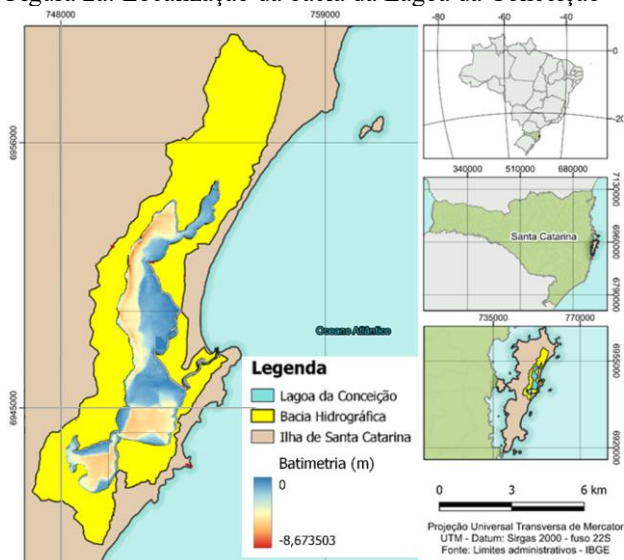 Figura 2a: Localização da bacia da Lagoa da Conceição
748000
759000
6956000
6945000
Oceano Atlântico
Legenda
Lagoa da Conceição
Bacia Hidrográfica
Ilha de Santa Catarina
Batimetria (m)
0
-8,673503
-80
-60
-40
0
-20
340000
510000
680000
7130000
6960000
6790000
Santa Catarina
735000
770000
6955000
6920000
0
3
6 km
Projeção Universal Transversa de Mercator
UTM - Datum: Sirgas 2000 - fuso 22S
Fonte: Limites administrativos - IBGE